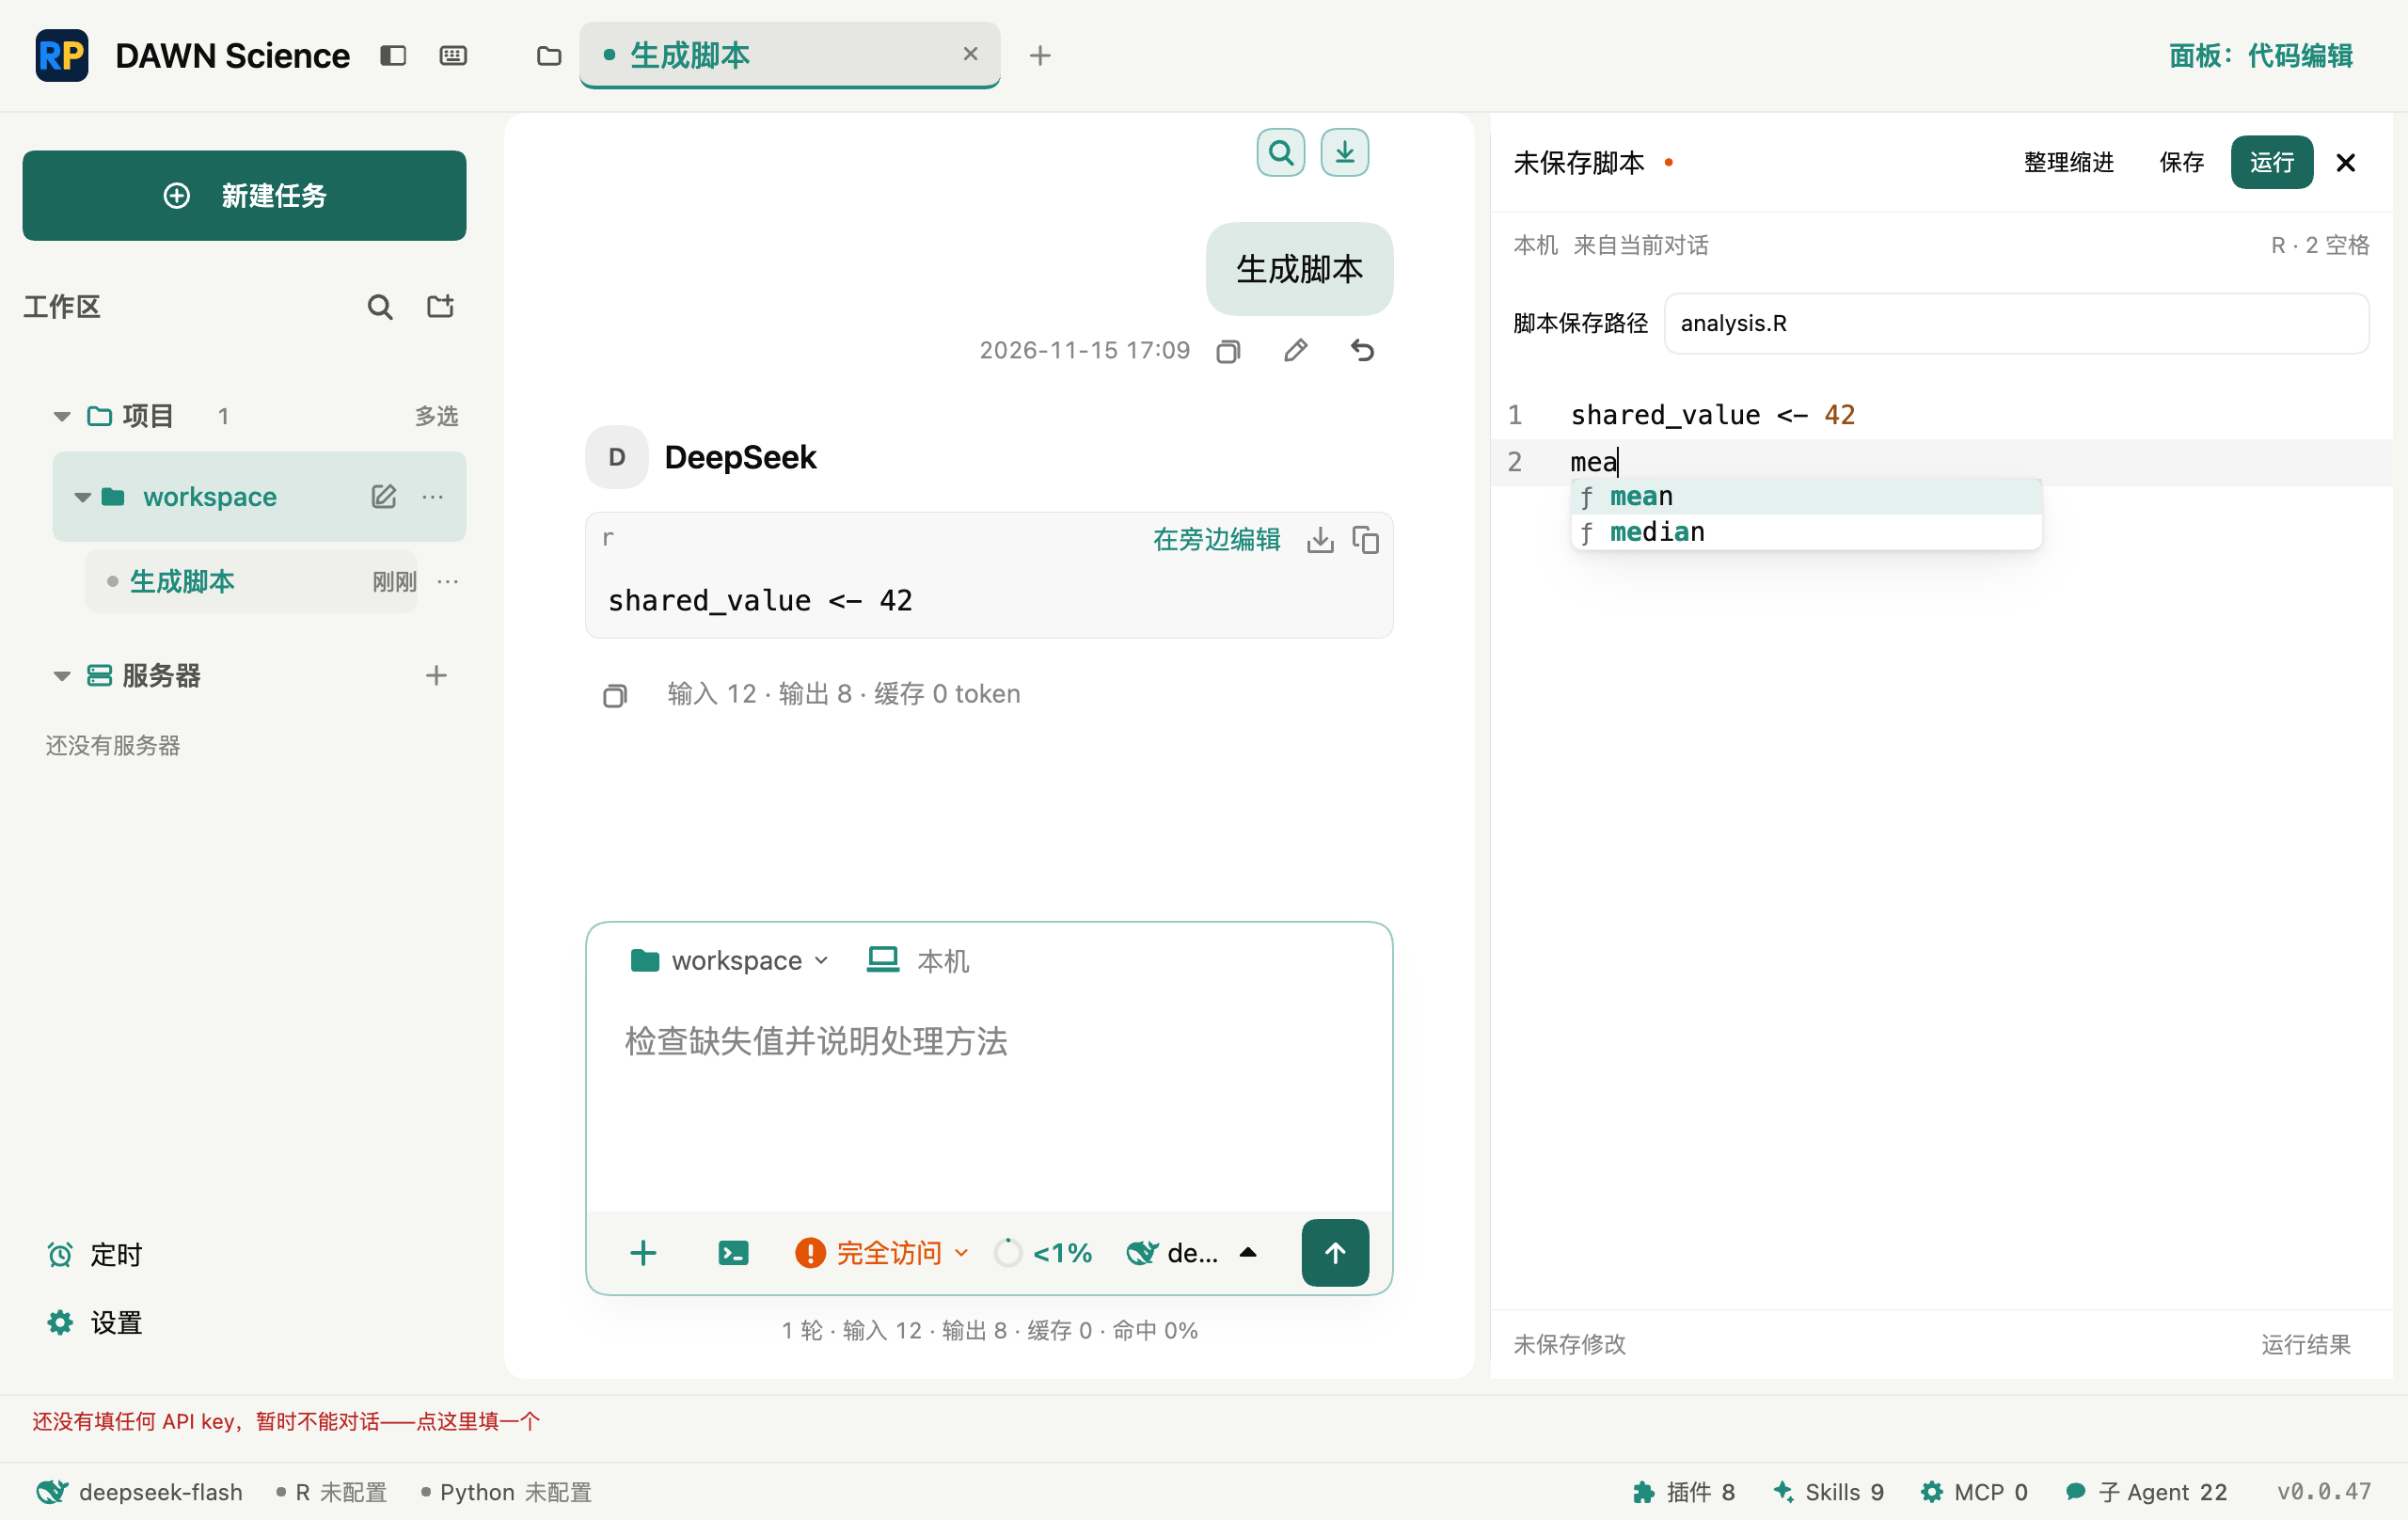 RP DAWN Science
生成脚本
面板：代码编辑
新建任务
工作区
项目 1 多选
workspace
生成脚本 刚刚
服务器
还没有服务器
定时
设置
生成脚本
2026-11-15 17:09
D DeepSeek
r 在旁边编辑
shared_value <- 42
输入 12 · 输出 8 · 缓存 0 token
workspace 本机
检查缺失值并说明处理方法
完全访问 <1% de...
1 轮 · 输入 12 · 输出 8 · 缓存 0 · 命中 0%
未保存脚本 整理缩进 保存 运行
本机 来自当前对话 R · 2 空格
脚本保存路径 analysis.R
1 shared_value <- 42
2 mea
ƒ mean
ƒ median
未保存修改 运行结果
还没有填任何 API key，暂时不能对话——点这里填一个
deepseek-flash R 未配置 Python 未配置 插件 8 Skills 9 MCP 0 子 Agent 22 v0.0.47